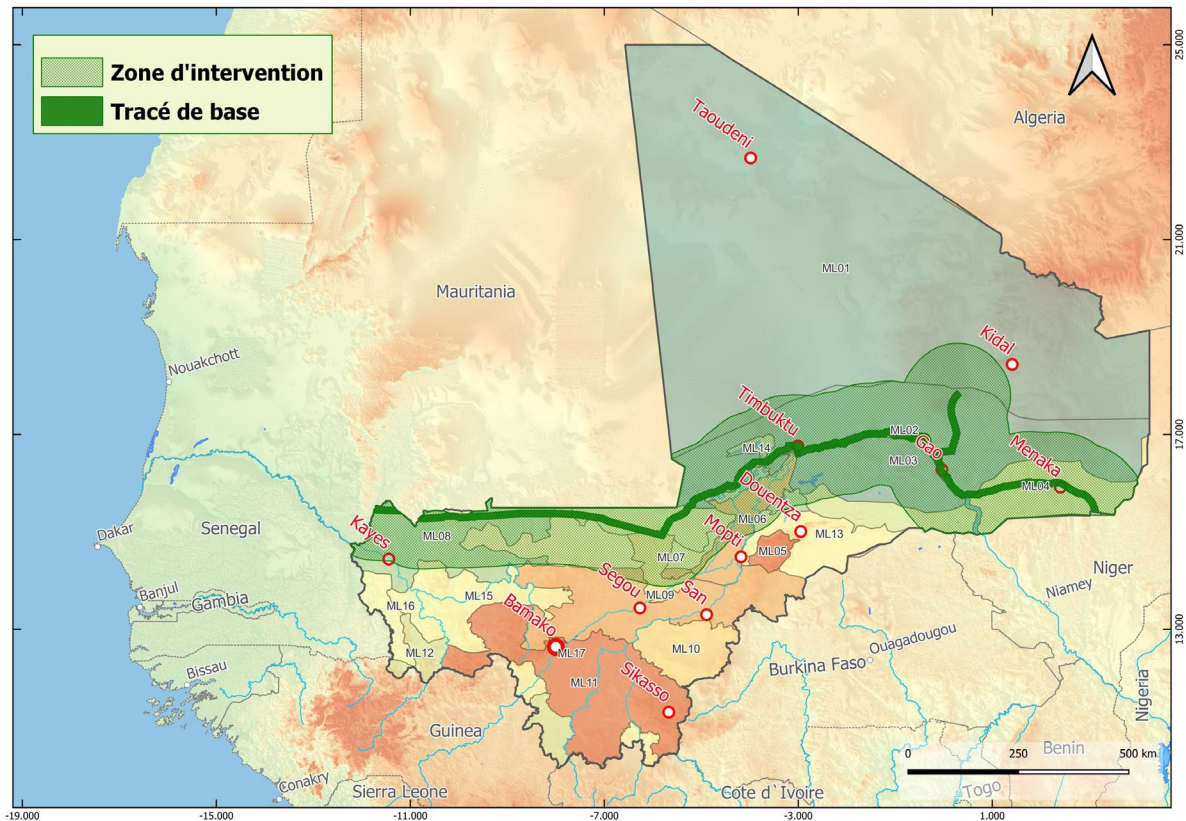 Zone d'intervention
Tracé de base
Taoudeni
Algeria
ML01
Mauritania
Nouakchott
Kidal
Timbuktu
ML14
ML02
Gao
ML03
Menaka
ML04
Dakar
Senegal
Kayes
ML08
Douentza
ML06
Mopti
ML05
ML13
ML07
Segou
ML09
San
Banjul
Gambia
ML16
ML15
Bamako
ML17
ML12
ML10
Niger
Niamey
Ouagadougou
Burkina Faso
Bissau
ML11
Sikasso
Guinea
Nigeria
Benin
Togo
Conakry
Sierra Leone
Cote d`Ivoire
0 250 500 km
25.000
21.000
17.000
13.000
-19.000 -15.000 -11.000 -7.000 -3.000 1.000